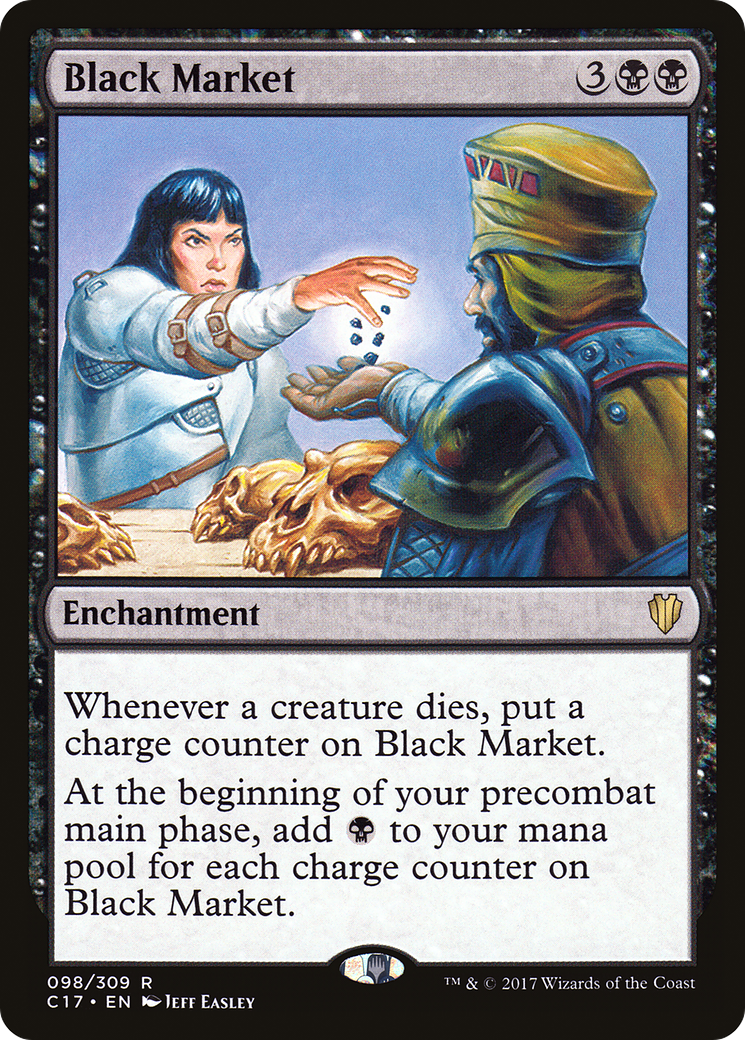 Black Market 3
Enchantment
Whenever a creature dies, put a
charge counter on Black Market.
At the beginning of your precombat
main phase, add to your mana
pool for each charge counter on
Black Market.
098/309 R
C17 • EN Jeff Easley
™ & © 2017 Wizards of the Coast